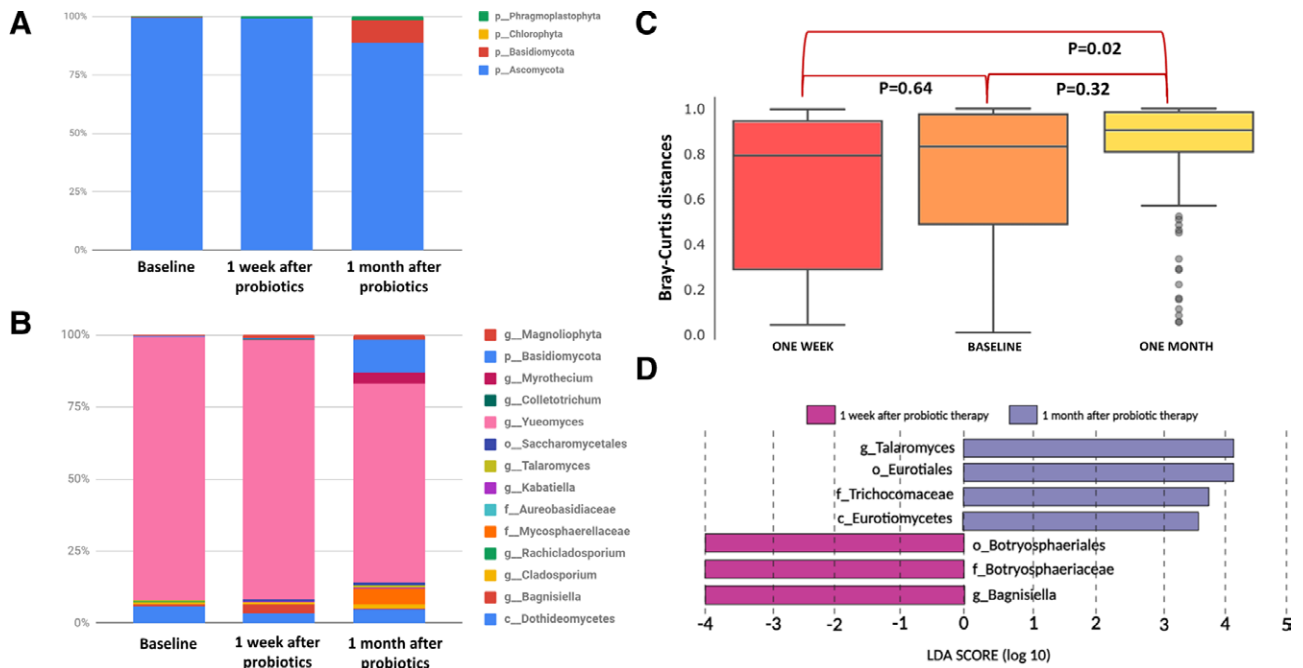 A
100%
75%
50%
25%
0%
Baseline
1 week after
probiotics
1 month after
probiotics
p__Phragmoplastophyta
p__Chlorophyta
p__Basidiomycota
p__Ascomycota
B
100%
75%
50%
25%
0%
Baseline
1 week after
probiotics
1 month after
probiotics
g__Magnoliophyta
p__Basidiomycota
g__Myrothecium
g__Colletotrichum
g__Yueomyces
o__Saccharomycetales
g__Talaromyces
g__Kabatiella
f__Aureobasidiaceae
f__Mycosphaerellaceae
g__Rachicladosporium
g__Cladosporium
g__Bagnisiella
c__Dothideomycetes
C
P=0.02
P=0.64
P=0.32
Bray-Curtis distances
1.0
0.8
0.6
0.4
0.2
0.0
ONE WEEK
BASELINE
ONE MONTH
D
1 week after probiotic therapy
1 month after probiotic therapy
g_Talaromyces
o_Eurotiales
f_Trichocomaceae
c_Eurotiomycetes
o_Botryosphaeriales
f_Botryosphaeriaceae
g_Bagnisiella
-4 -3 -2 -1 0 1 2 3 4 5
LDA SCORE (log 10)